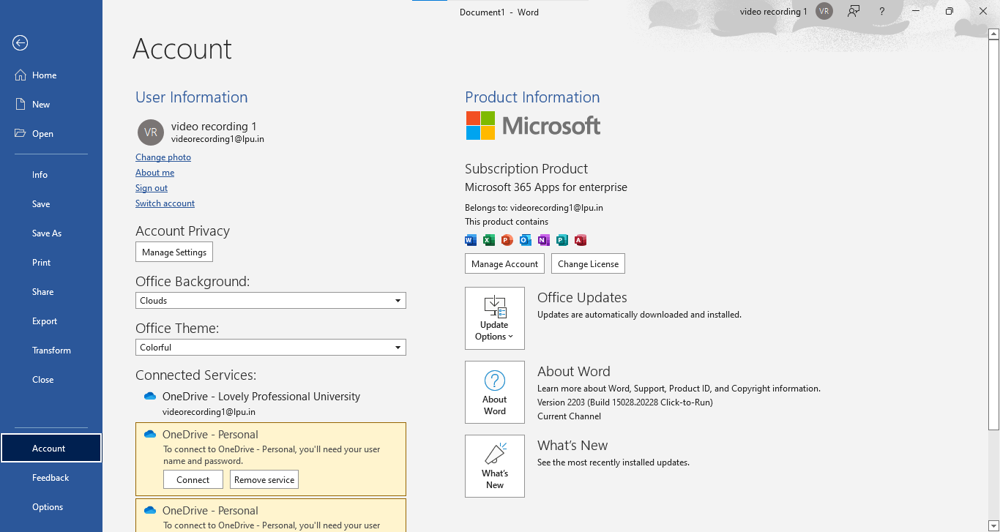 Document1 - Word
video recording 1 VR ?
Account
Home
New
Open
Info
Save
Save As
Print
Share
Export
Transform
Close
Account
Feedback
Options
User Information
VR
video recording 1
videorecording1@lpu.in
Change photo
About me
Sign out
Switch account
Account Privacy
Manage Settings
Office Background:
Clouds
Office Theme:
Colorful
Connected Services:
OneDrive - Lovely Professional University
videorecording1@lpu.in
OneDrive - Personal
To connect to OneDrive - Personal, you'll need your user
name and password.
Connect Remove service
OneDrive - Personal
To connect to OneDrive - Personal, you'll need your user
Product Information
Microsoft
Subscription Product
Microsoft 365 Apps for enterprise
Belongs to: videorecording1@lpu.in
This product contains
W X P O N P A
Manage Account Change License
Update
Options
Office Updates
Updates are automatically downloaded and installed.
?
About
Word
About Word
Learn more about Word, Support, Product ID, and Copyright information.
Version 2203 (Build 15028.20228 Click-to-Run)
Current Channel
What's
New
What's New
See the most recently installed updates.